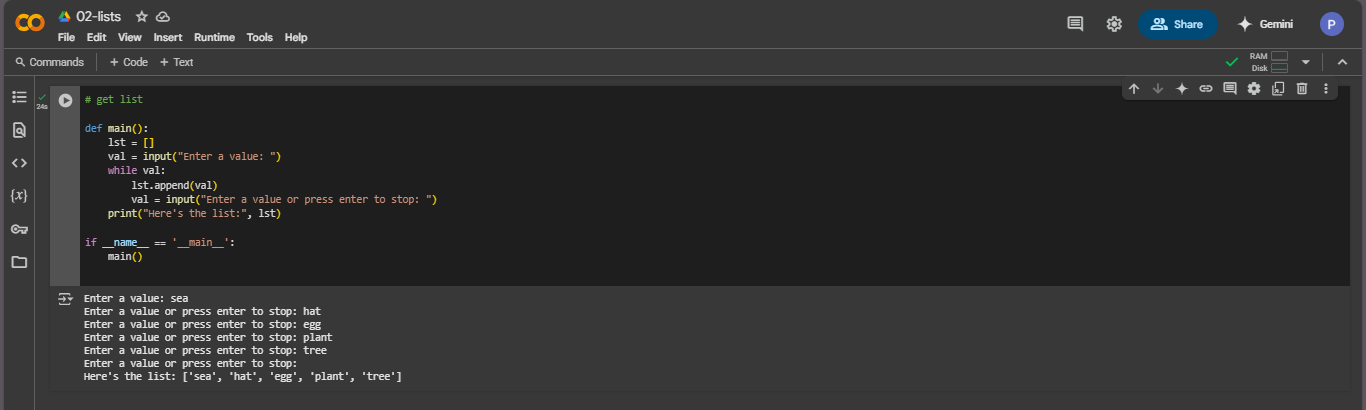 02-lists
File Edit View Insert Runtime Tools Help
Share
Gemini
P
Commands + Code + Text
RAM
Disk
24s
# get list
def main():
    lst = []
    val = input("Enter a value: ")
    while val:
        lst.append(val)
        val = input("Enter a value or press enter to stop: ")
    print("Here's the list:", lst)
if __name__ == '__main__':
    main()
{x}
Enter a value: sea
Enter a value or press enter to stop: hat
Enter a value or press enter to stop: egg
Enter a value or press enter to stop: plant
Enter a value or press enter to stop: tree
Enter a value or press enter to stop:
Here's the list: ['sea', 'hat', 'egg', 'plant', 'tree']